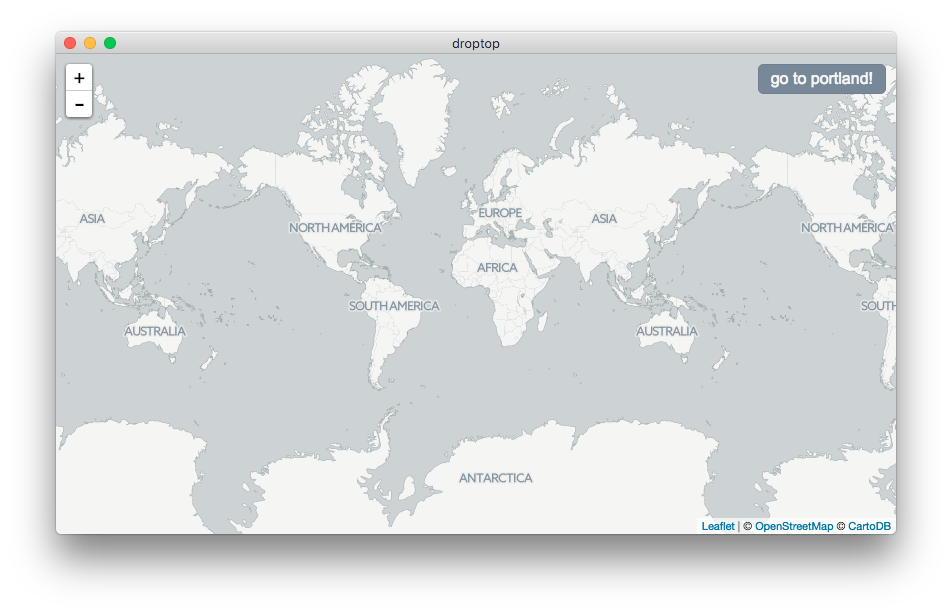 droptop
+
-
go to portland!
ASIA
NORTH AMERICA
EUROPE
ASIA
NORTH AMERICA
AFRICA
SOUTH AMERICA
SOUTH
AUSTRALIA
AUSTRALIA
ANTARCTICA
Leaflet | © OpenStreetMap © CartoDB